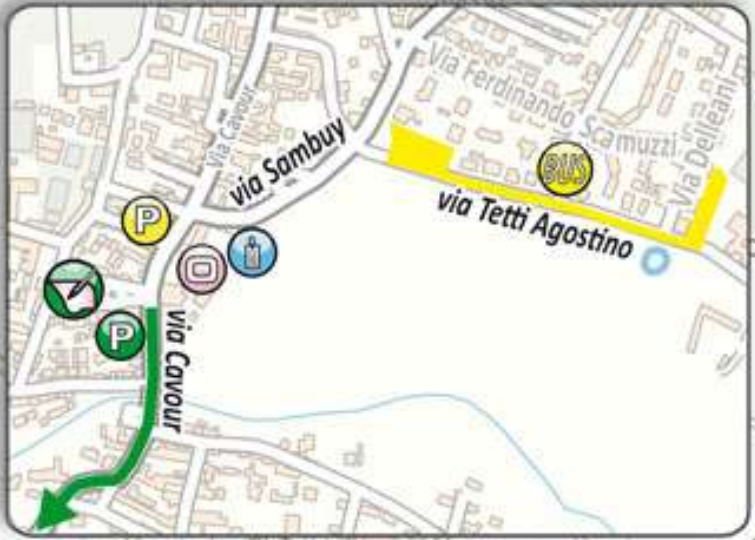 Via Ferdinando Scamuzzi
Via Delleani
Via Cavour
via Sambuy
BUS
via Tetti Agostino
P
P
via Cavour